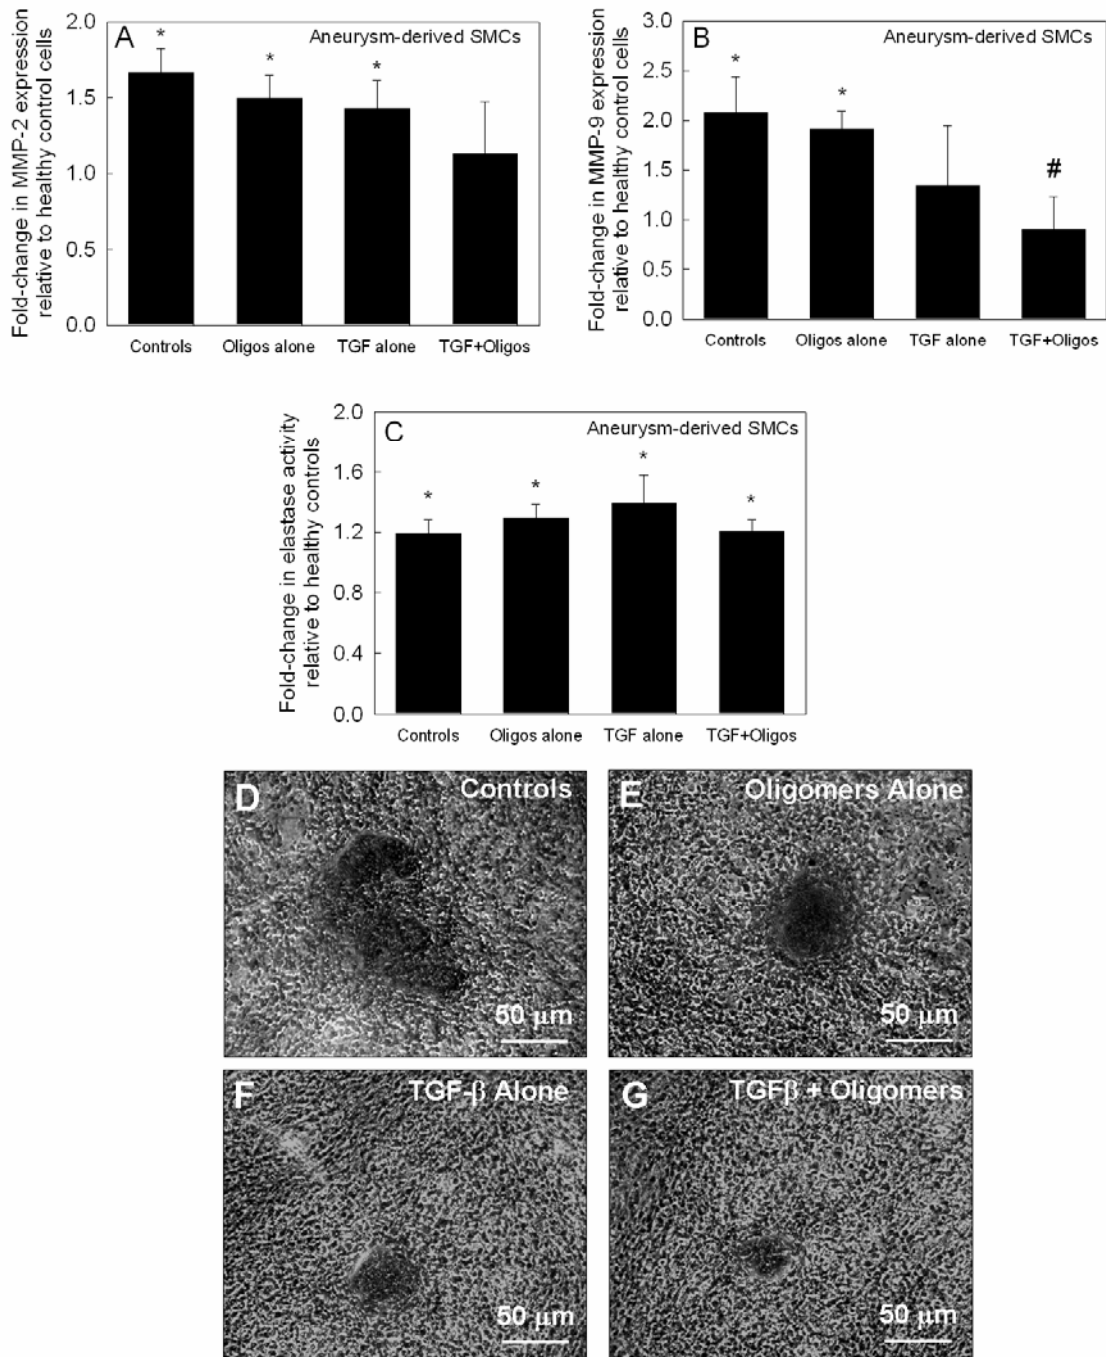 A
Aneurysm-derived SMCs
Fold-change in MMP-2 expression
relative to healthy control cells
2.0
1.5
1.0
0.5
0.0
*
*
*
Controls
Oligos alone
TGF alone
TGF+Oligos
B
Aneurysm-derived SMCs
Fold-change in MMP-9 expression
relative to healthy control cells
3.0
2.5
2.0
1.5
1.0
0.5
0.0
*
*
#
Controls
Oligos alone
TGF alone
TGF+Oligos
C
Aneurysm-derived SMCs
Fold-change in elastase activity
relative to healthy controls
2.0
1.6
1.2
0.8
0.4
0.0
*
*
*
*
Controls
Oligos alone
TGF alone
TGF+Oligos
D
Controls
50 μm
E
Oligomers Alone
50 μm
F
TGF-β Alone
50 μm
G
TGFβ + Oligomers
50 μm